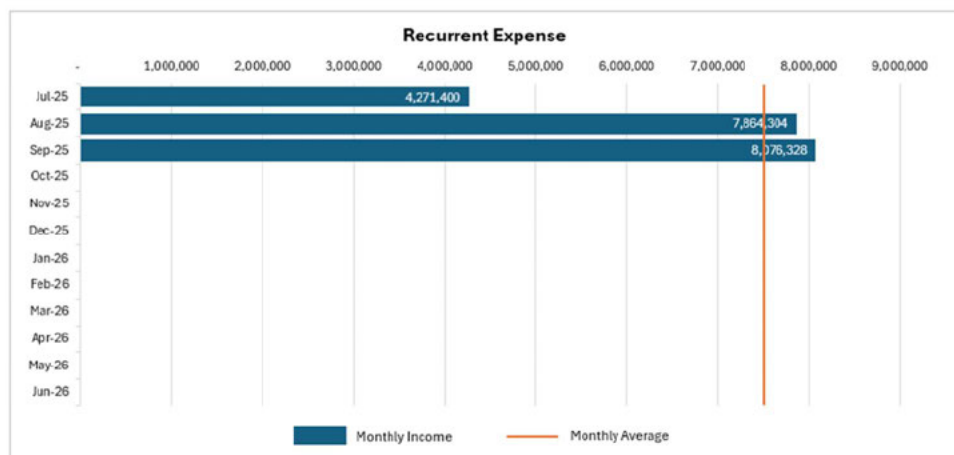 Recurrent Expense
- 1,000,000 2,000,000 3,000,000 4,000,000 5,000,000 6,000,000 7,000,000 8,000,000 9,000,000
Jul-25 4,271,400
Aug-25 7,864,304
Sep-25 8,076,328
Oct-25
Nov-25
Dec-25
Jan-26
Feb-26
Mar-26
Apr-26
May-26
Jun-26
Monthly Income Monthly Average